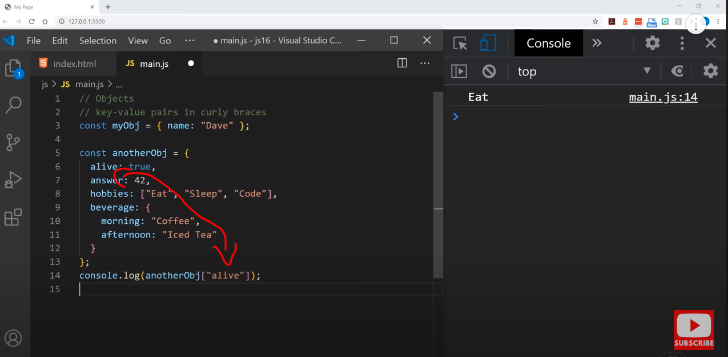 My Page
127.0.0.1:5500
File Edit Selection View Go ··· ● main.js - js16 - Visual Studio C...
index.html
JS main.js ●
Console
top
js > JS main.js > ...
1 // Objects
2 // key-value pairs in curly braces
3 const myObj = { name: "Dave" };
4
5 const anotherObj = {
6 alive: true,
7 answer: 42,
8 hobbies: ["Eat", "Sleep", "Code"],
9 beverage: {
10 morning: "Coffee",
11 afternoon: "Iced Tea"
12 }
13 };
14 console.log(anotherObj["alive"]);
15
Eat main.js:14
1
SUBSCRIBE